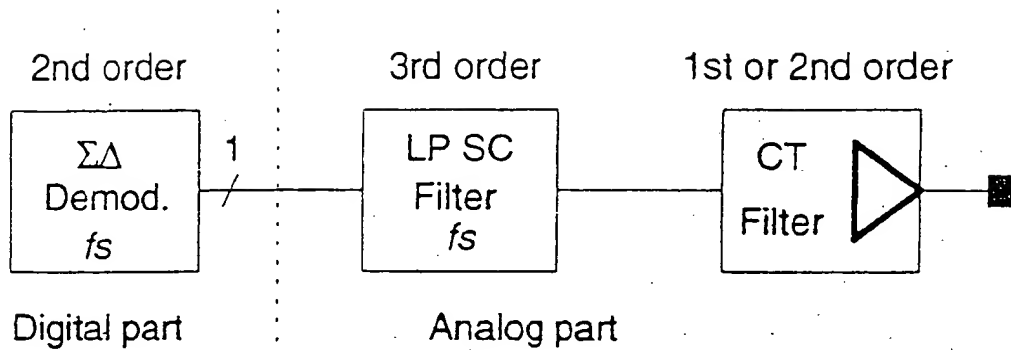 2nd order
3rd order
1st or 2nd order
ΣΔ
Demod.
fs
1
LP SC
Filter
fs
CT
Filter
Digital part
Analog part